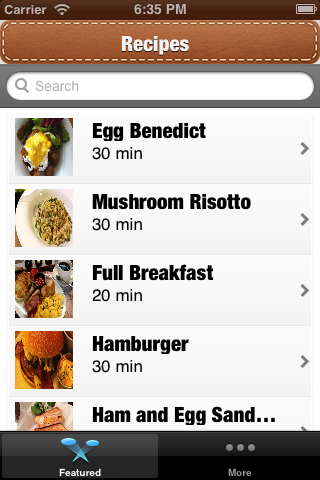 Carrier 6:35 PM
Recipes
Search
Egg Benedict
30 min
Mushroom Risotto
30 min
Full Breakfast
20 min
Hamburger
30 min
Ham and Egg Sand...
Featured
More